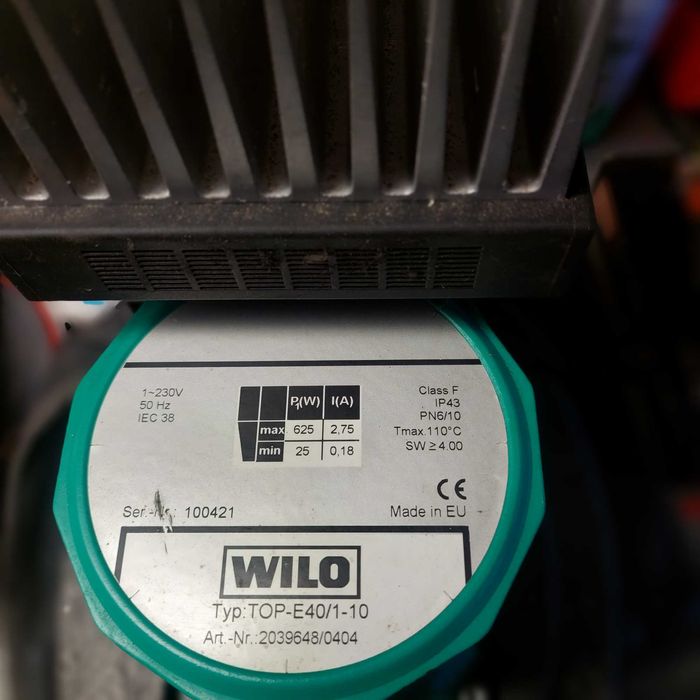 1~230V
50 Hz
IEC 38
P1(W) I(A)
max 625 2,75
min 25 0,18
Class F
IP43
PN6/10
Tmax.110°C
SW ≥ 4.00
CE
Ser.-Nr.: 100421
Made in EU
WILO
Typ:TOP-E40/1-10
Art.-Nr.:2039648/0404